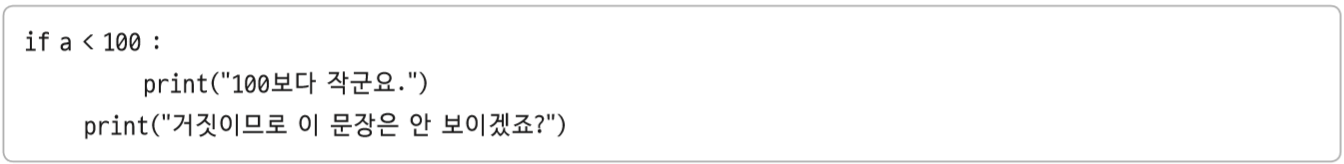 if a < 100 :
        print("100보다 작군요.")
    print("거짓이므로 이 문장은 안 보이겠죠?")